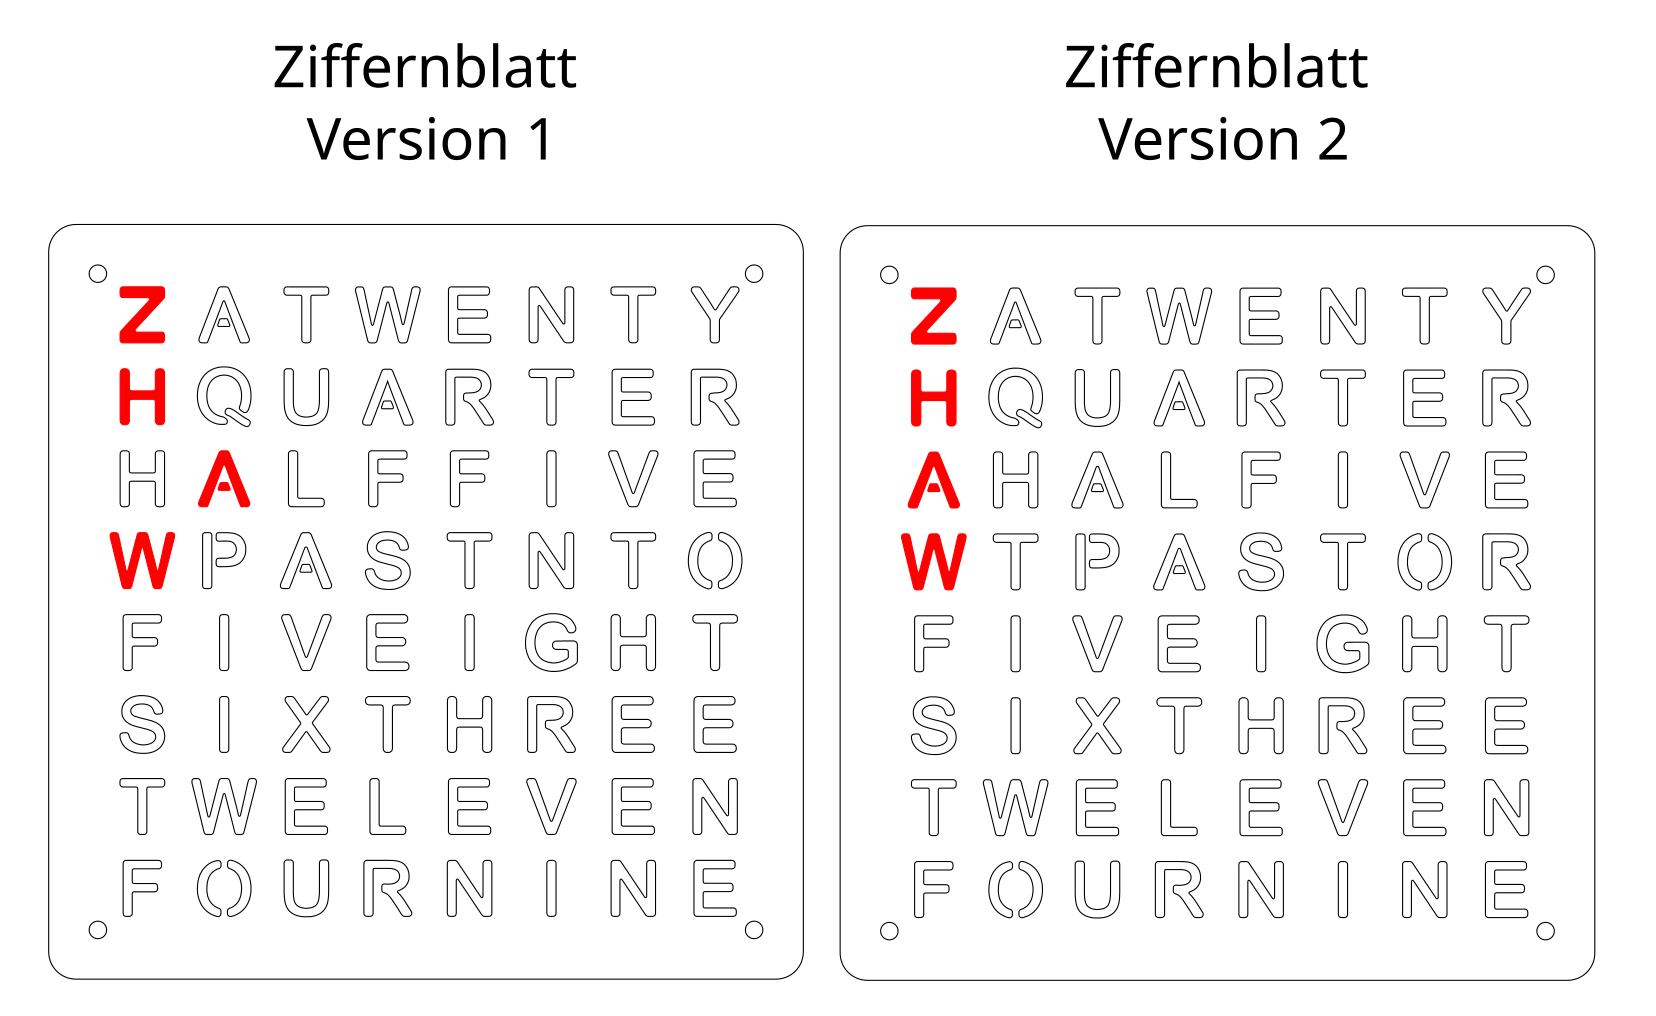 Ziffernblatt
Version 1
Z A T W E N T Y
H Q U A R T E R
H A L F F I V E
W P A S T N T O
F I V E I G H T
S I X T H R E E
T W E L E V E N
F O U R N I N E
Ziffernblatt
Version 2
Z A T W E N T Y
H Q U A R T E R
A H A L F I V E
W T P A S T O R
F I V E I G H T
S I X T H R E E
T W E L E V E N
F O U R N I N E